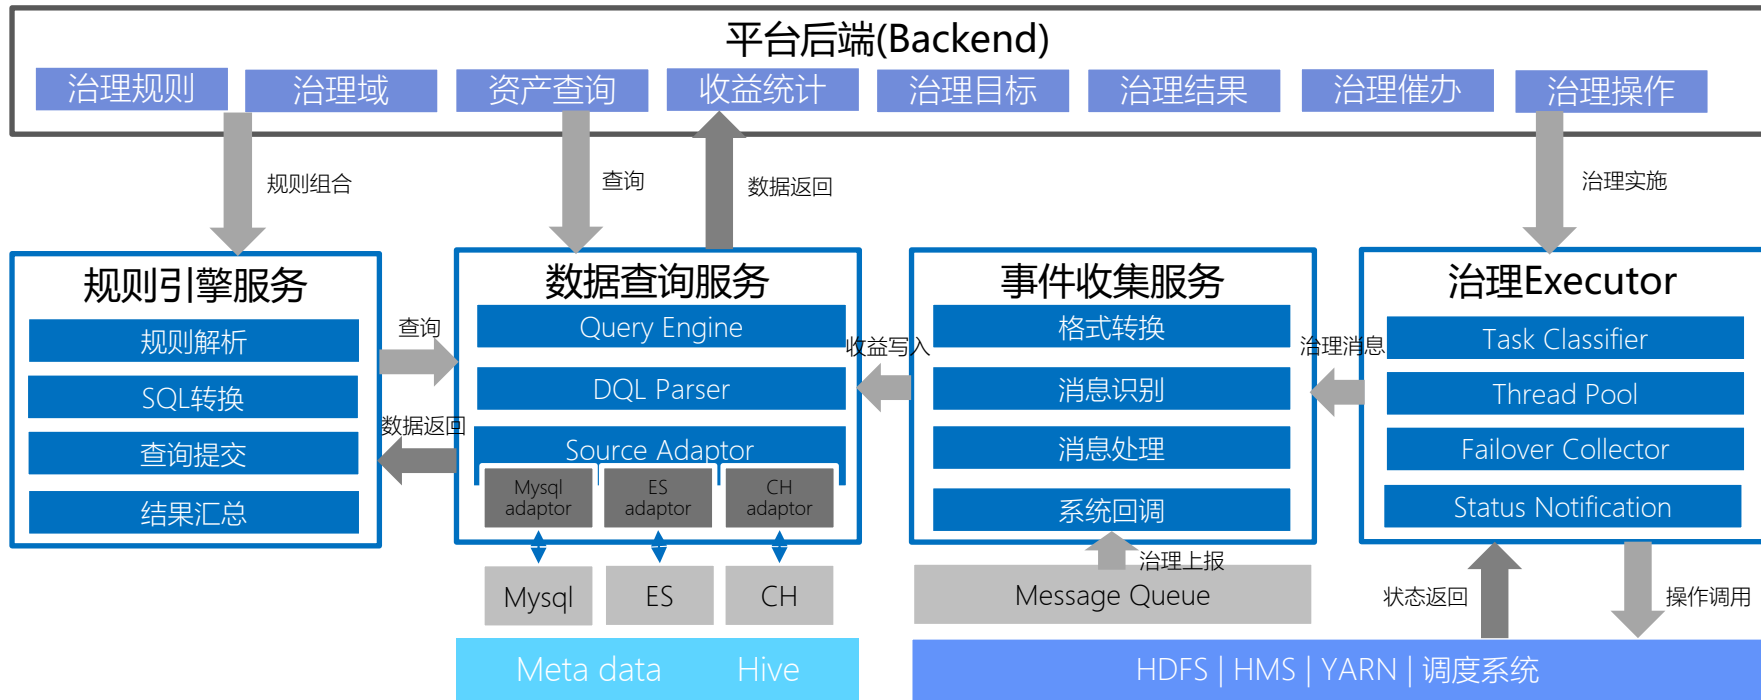 平台后端(Backend)
治理规则
治理域
资产查询
收益统计
治理目标
治理结果
治理催办
治理操作
规则组合
查询
数据返回
治理实施
规则引擎服务
规则解析
SQL转换
查询提交
结果汇总
查询
数据返回
数据查询服务
Query Engine
DQL Parser
Source Adaptor
Mysql
adaptor
ES
adaptor
CH
adaptor
Mysql
ES
CH
Meta data
Hive
收益写入
事件收集服务
格式转换
消息识别
消息处理
系统回调
治理上报
Message Queue
治理消息
治理Executor
Task Classifier
Thread Pool
Failover Collector
Status Notification
状态返回
操作调用
HDFS | HMS | YARN | 调度系统